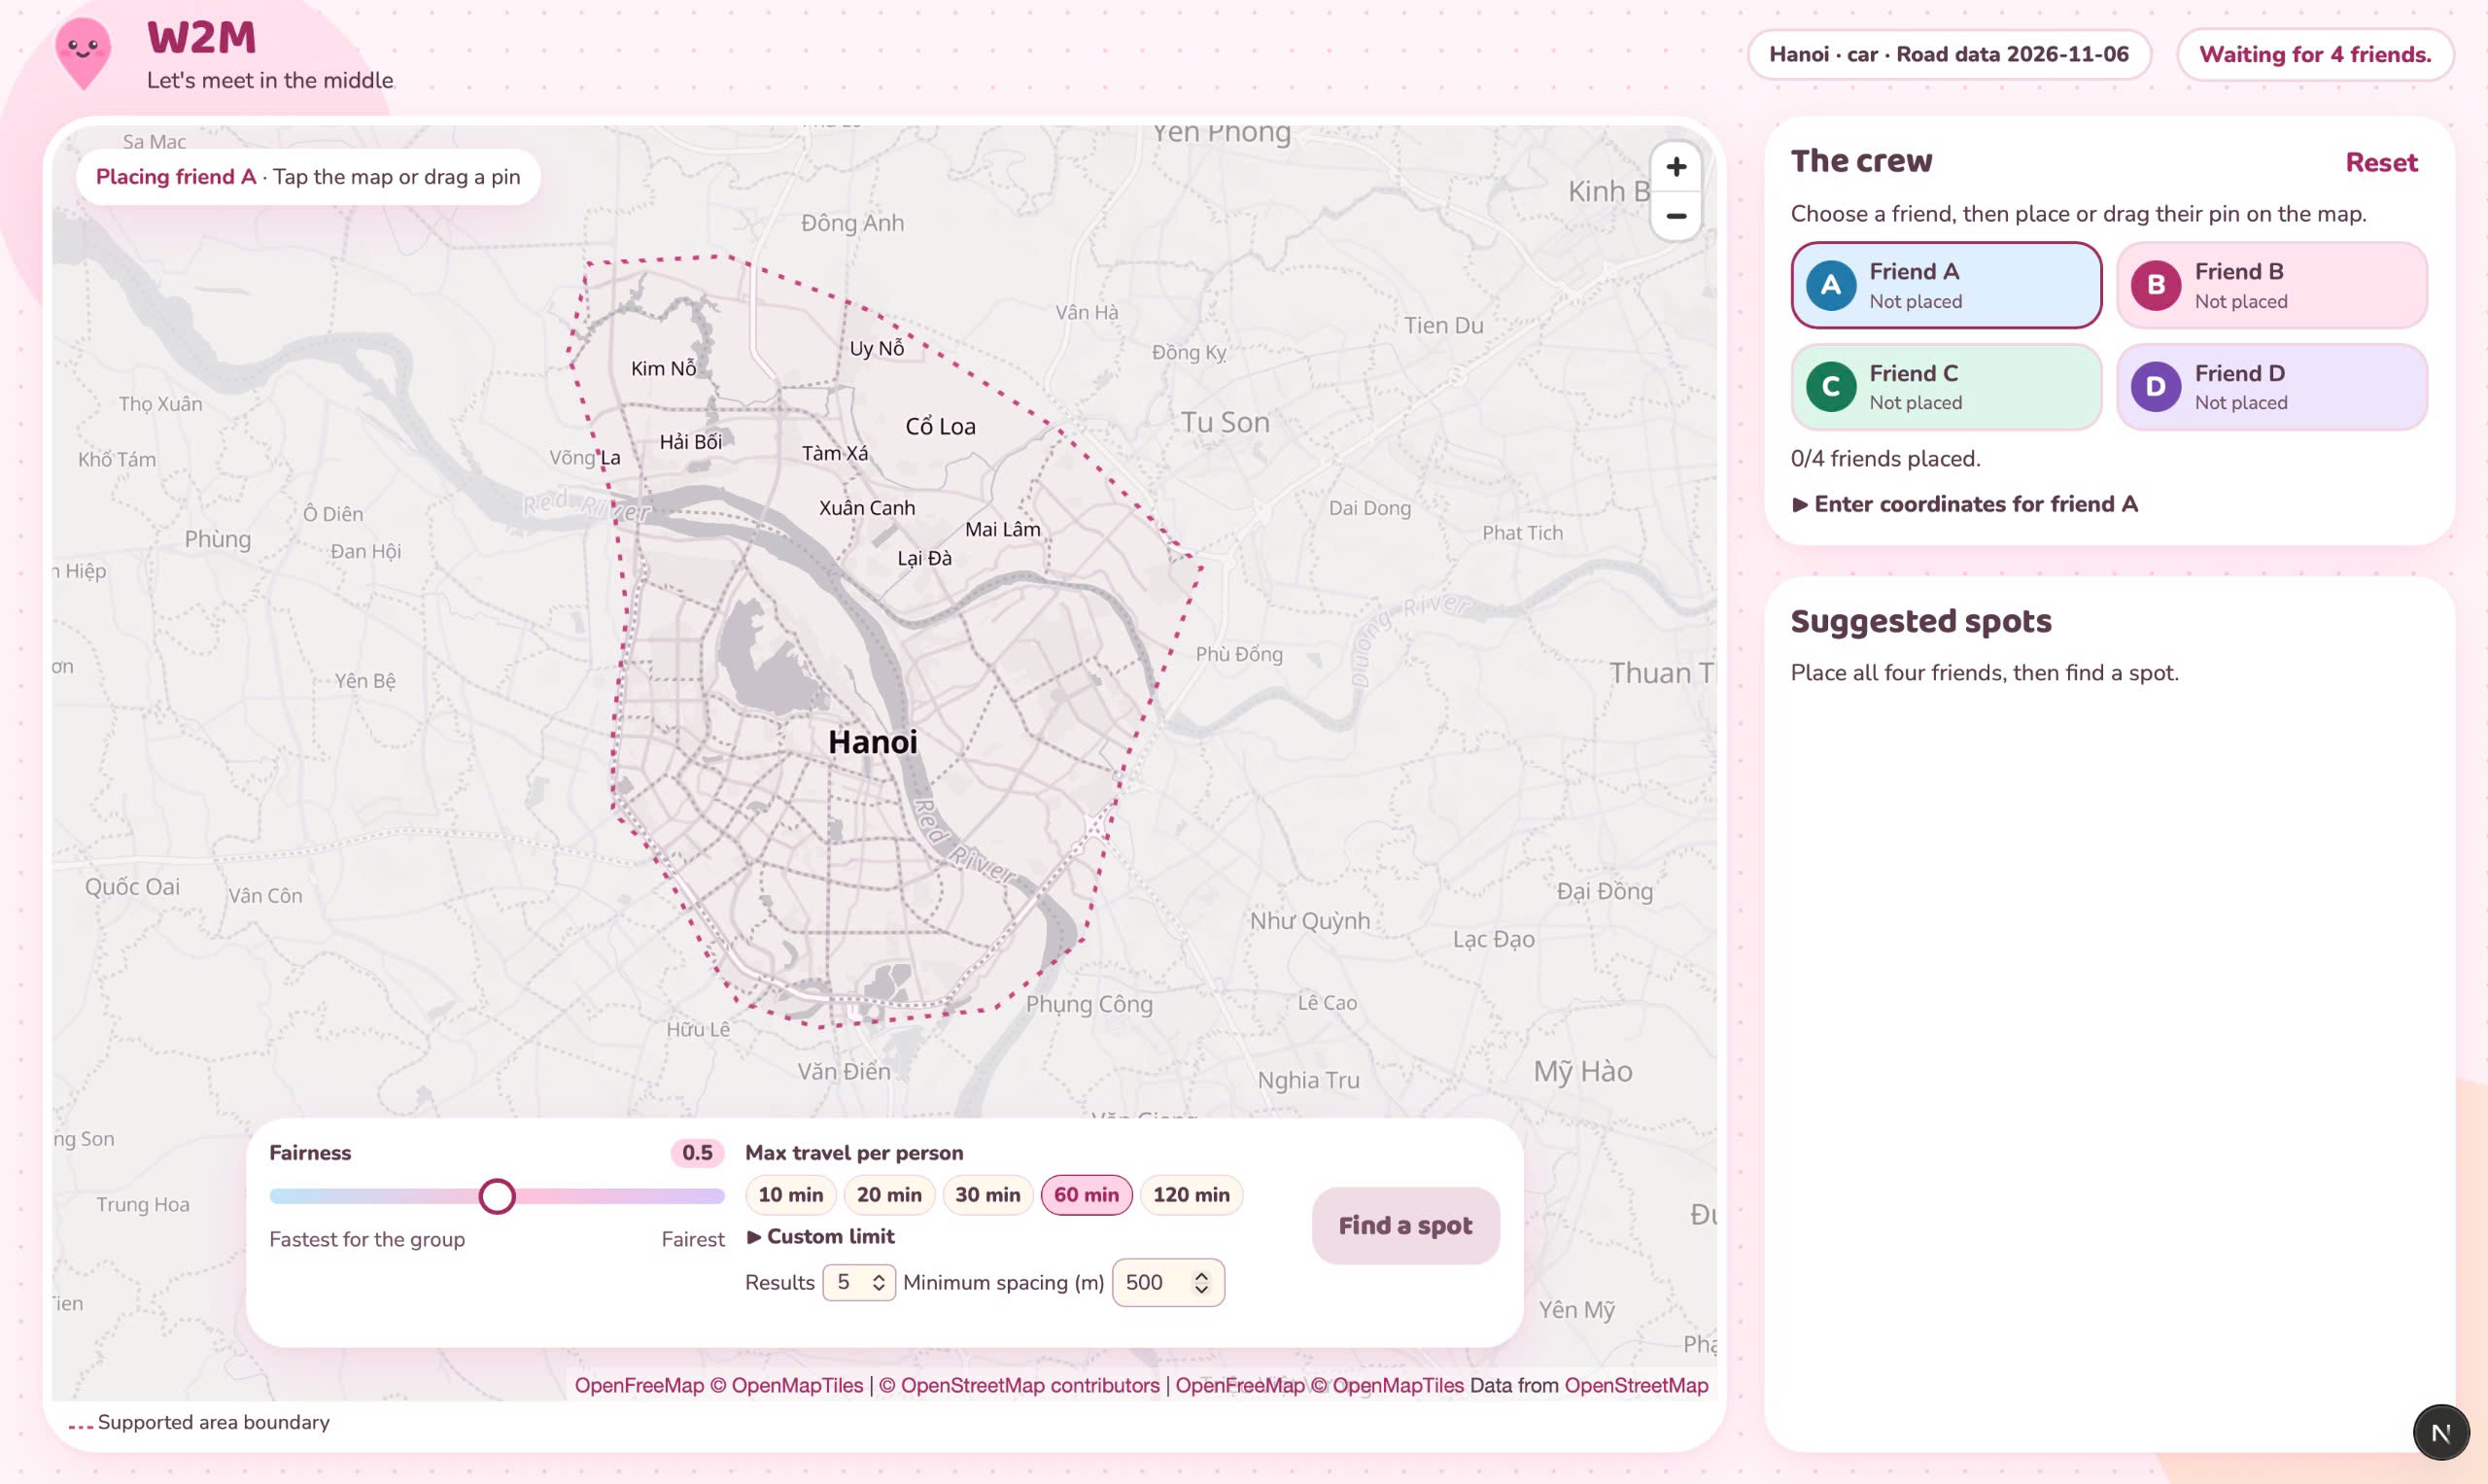 W2M
Let's meet in the middle
Hanoi · car · Road data 2026-11-06
Waiting for 4 friends.
Placing friend A · Tap the map or drag a pin
+
−
Sa Mac
Yên Phong
Đông Anh
Vân Hà
Tien Du
Đồng Kỵ
Uy Nỗ
Kim Nỗ
Thọ Xuân
Tu Son
Cổ Loa
Hải Bối
Tàm Xá
Võng La
Khổ Tám
Red River
Xuân Canh
Dai Dong
Ô Diên
Mai Lâm
Phat Tich
Phùng
Đan Hội
Lại Đà
Hiệp
Duong River
Phù Đổng
Yên Bệ
Hanoi
Red River
Quốc Oai
Vân Côn
Đại Đồng
Như Quỳnh
Lạc Đạo
Phụng Công
Lê Cao
Hữu Lê
Văn Điển
Nghia Tru
Mỹ Hào
Trung Hoa
Yên Mỹ
Fairness
0.5
Fastest for the group
Fairest
Max travel per person
10 min
20 min
30 min
60 min
120 min
Custom limit
Results 5 Minimum spacing (m) 500
Find a spot
OpenFreeMap © OpenMapTiles | © OpenStreetMap contributors | OpenFreeMap © OpenMapTiles Data from OpenStreetMap
Supported area boundary
The crew
Reset
Choose a friend, then place or drag their pin on the map.
A
Friend A
Not placed
B
Friend B
Not placed
C
Friend C
Not placed
D
Friend D
Not placed
0/4 friends placed.
Enter coordinates for friend A
Suggested spots
Place all four friends, then find a spot.
N